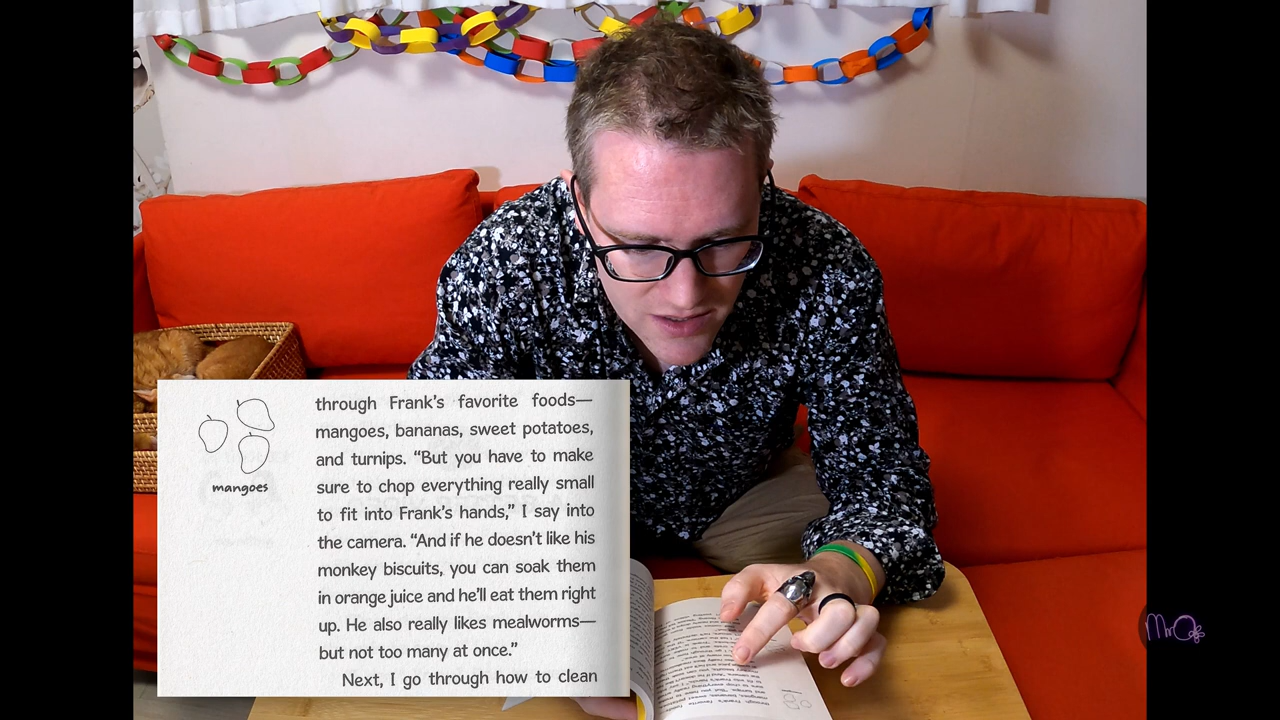 through Frank's favorite foods—
mangoes, bananas, sweet potatoes,
and turnips. “But you have to make
sure to chop everything really small
to fit into Frank's hands,” I say into
the camera. “And if he doesn't like his
monkey biscuits, you can soak them
in orange juice and he'll eat them right
up. He also really likes mealworms—
but not too many at once.”
Next, I go through how to clean
mangoes